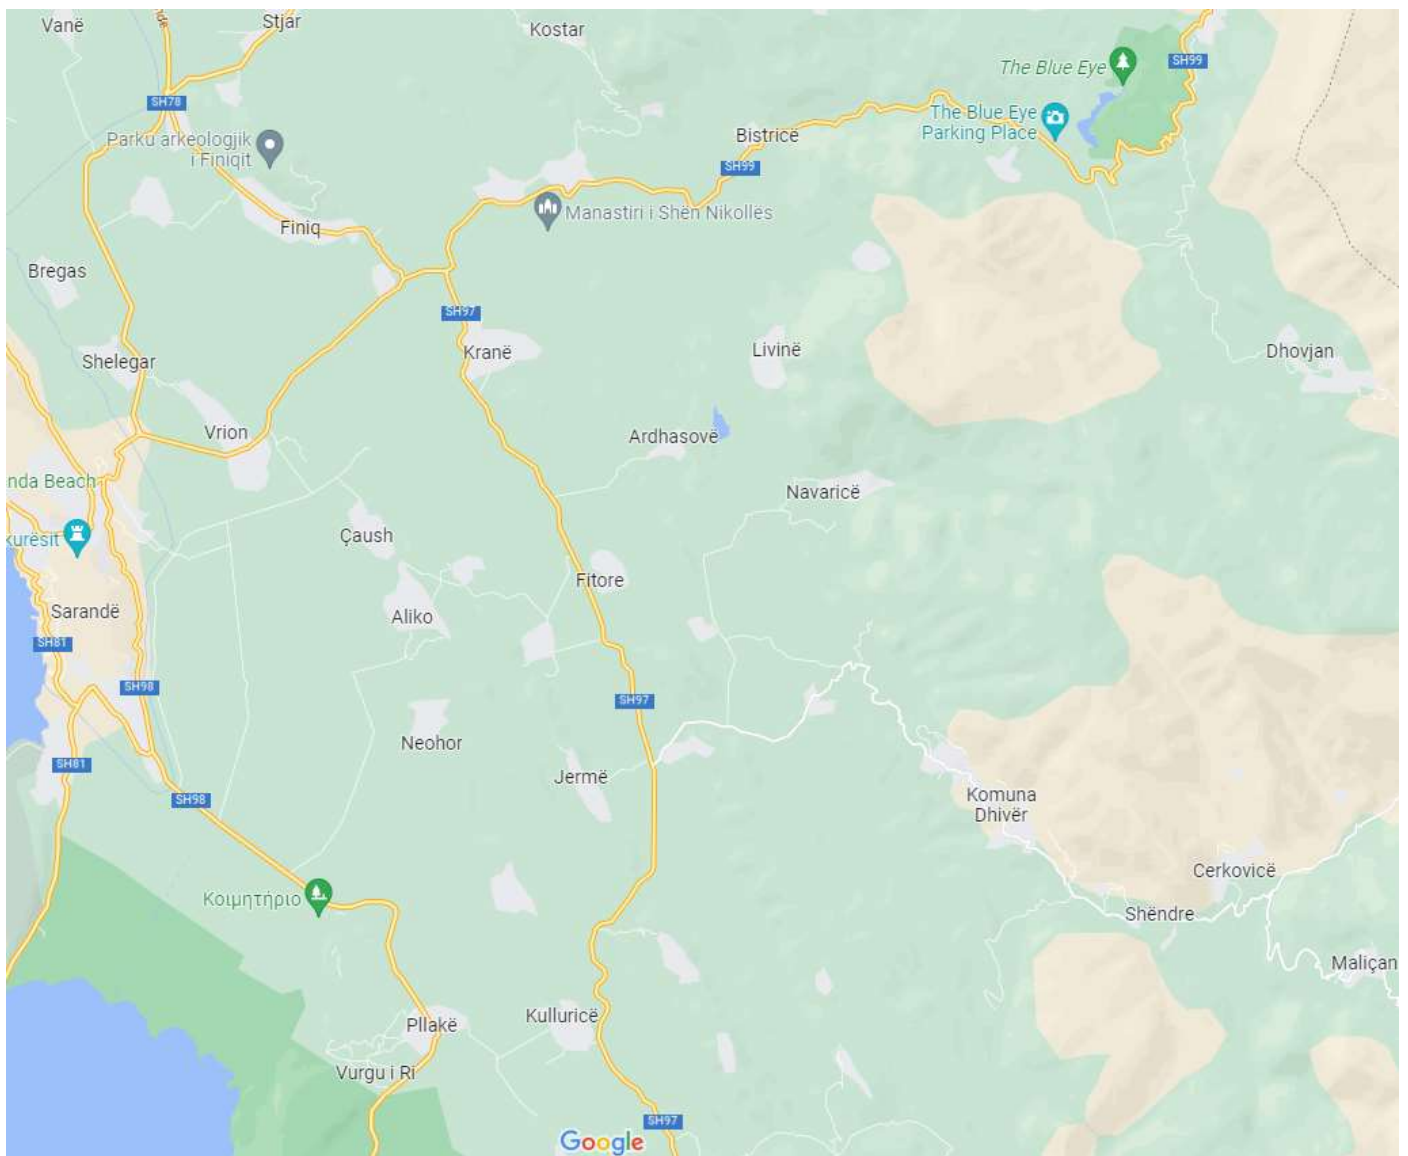 Vanë
Stjar
Kostar
The Blue Eye
SH99
SH78
The Blue Eye
Parking Place
Parku arkeologjik
i Finiqit
Bistricë
SH99
Manastiri i Shën Nikollës
Finiq
Bregas
SH97
Kranë
Livinë
Dhovjan
Shelegar
Vrion
Ardhasovë
nda Beach
Navaricë
kurësit
Çaush
Fitore
Sarandë
Aliko
SH81
SH98
SH97
Neohor
SH81
Jermë
SH98
Komuna
Dhivër
Cerkovicë
Κοιμητήριο
Shëndre
Maliçan
Pllakë
Kulluricë
Vurgu i Ri
SH97
Google